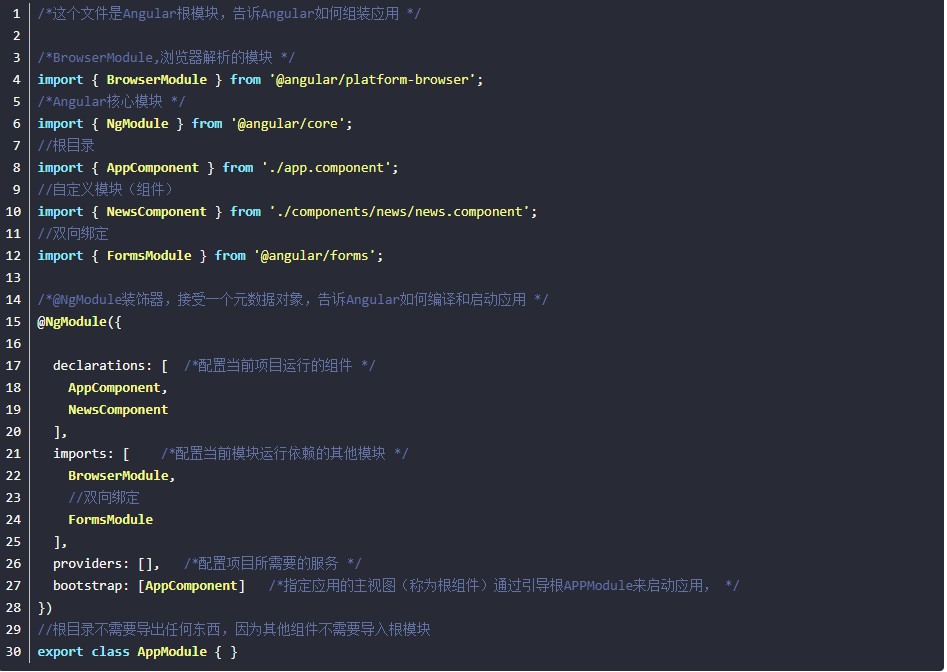 1 /*这个文件是Angular根模块，告诉Angular如何组装应用 */
2
3 /*BrowserModule,浏览器解析的模块 */
4 import { BrowserModule } from '@angular/platform-browser';
5 /*Angular核心模块 */
6 import { NgModule } from '@angular/core';
7 //根目录
8 import { AppComponent } from './app.component';
9 //自定义模块（组件）
10 import { NewsComponent } from './components/news/news.component';
11 //双向绑定
12 import { FormsModule } from '@angular/forms';
13
14 /*@NgModule装饰器，接受一个元数据对象，告诉Angular如何编译和启动应用 */
15 @NgModule({
16
17   declarations: [  /*配置当前项目运行的组件 */
18     AppComponent,
19     NewsComponent
20   ],
21   imports: [    /*配置当前模块运行依赖的其他模块 */
22     BrowserModule,
23     //双向绑定
24     FormsModule
25   ],
26   providers: [],   /*配置项目所需要的服务 */
27   bootstrap: [AppComponent]   /*指定应用的主视图（称为根组件）通过引导根APPModule来启动应用， */
28 })
29 //根目录不需要导出任何东西，因为其他组件不需要导入根模块
30 export class AppModule { }